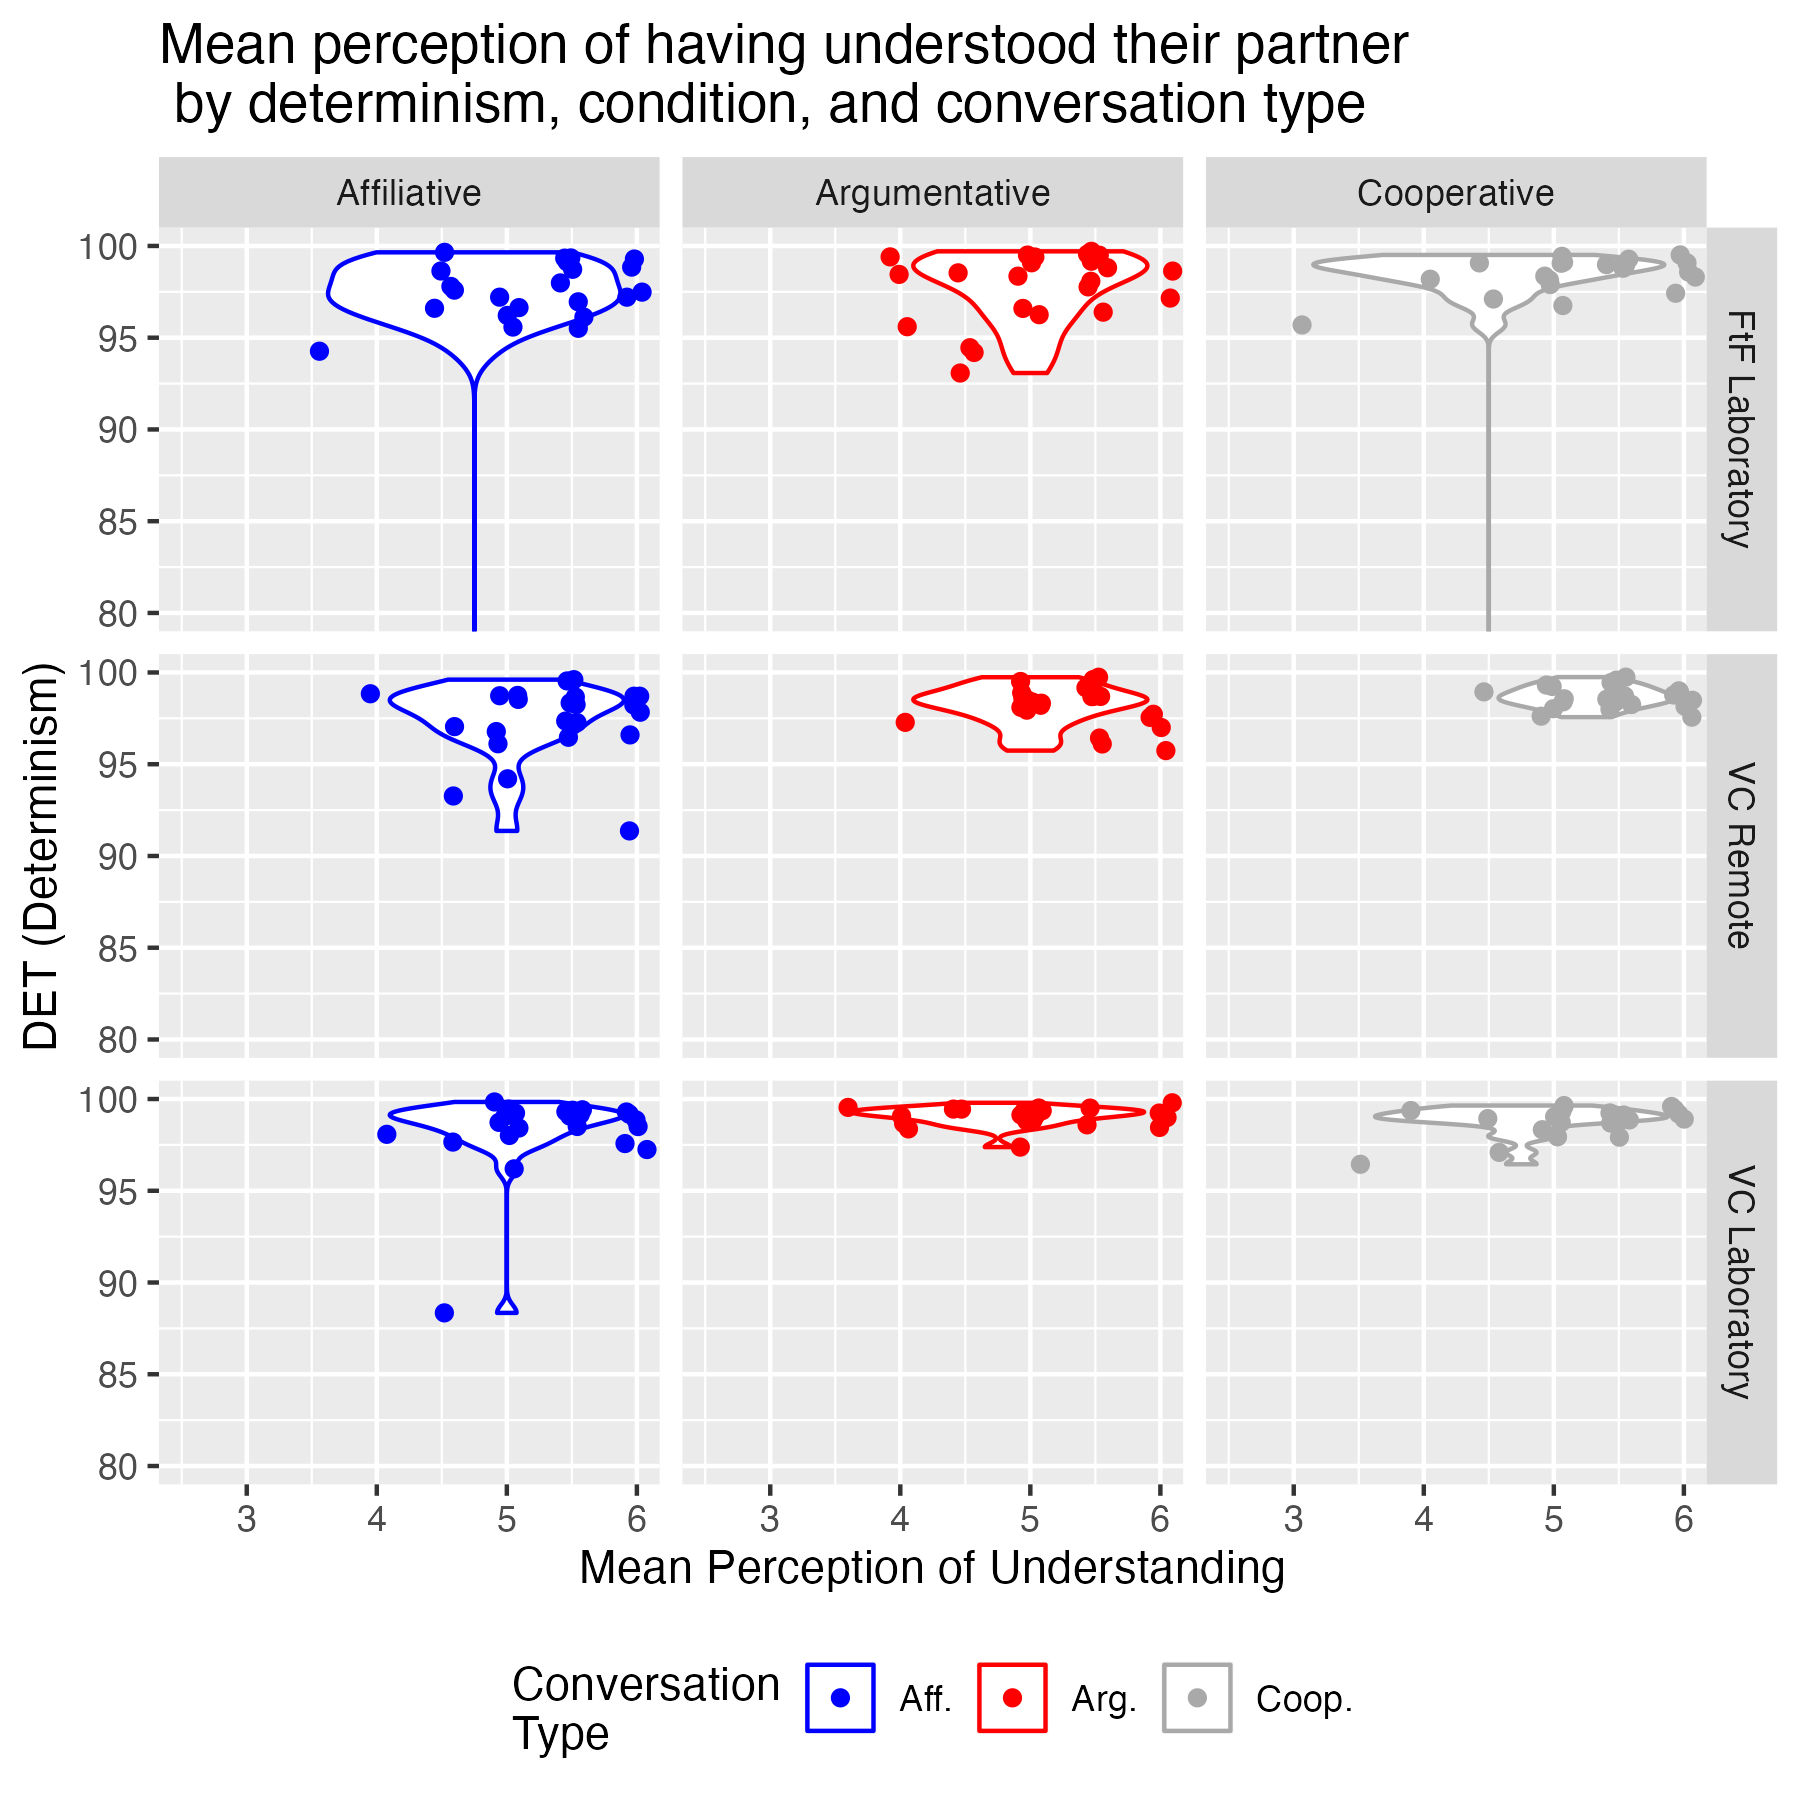 Mean perception of having understood their partner
by determinism, condition, and conversation type
Affiliative
Argumentative
Cooperative
100
95
90
85
80
FtF Laboratory
100
95
90
85
80
VC Remote
100
95
90
85
80
VC Laboratory
DET (Determinism)
3 4 5 6
3 4 5 6
3 4 5 6
Mean Perception of Understanding
Conversation
Type
Aff.
Arg.
Coop.